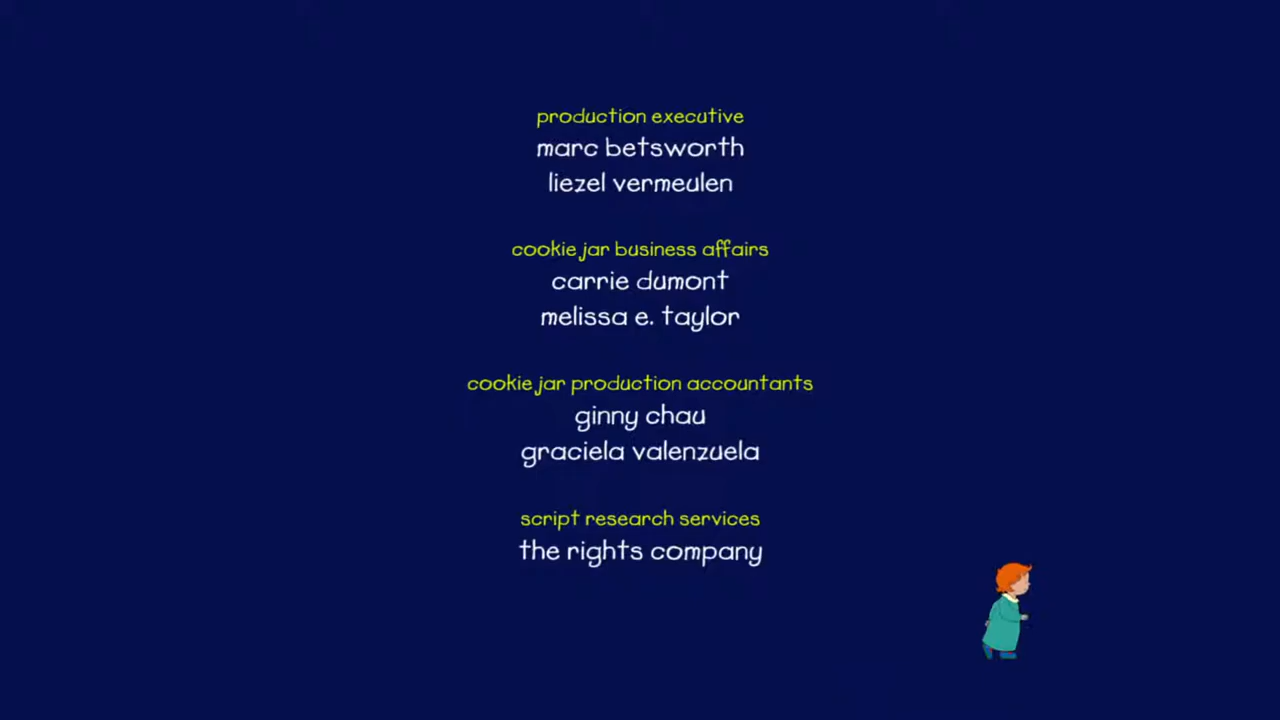 production executive
marc betsworth
liezel vermeulen
cookie jar business affairs
carrie dumont
melissa e. taylor
cookie jar production accountants
ginny chau
graciela valenzuela
script research services
the rights company